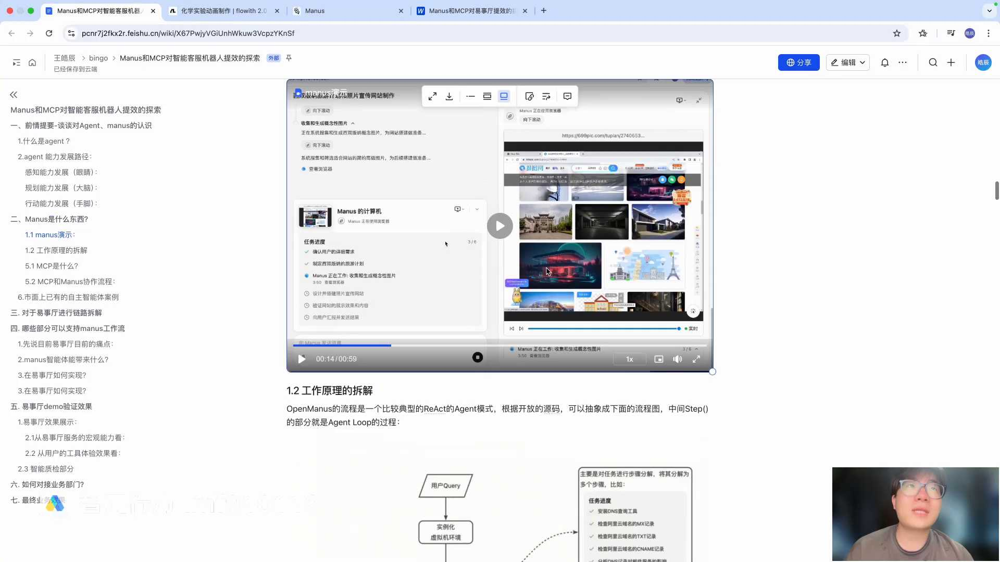 Manus和MCP对智能客服机器人
化学实验动画制作 | flowith 2.0
Manus
Manus和MCP对易事厅提效的
pcnr7j2fkx2r.feishu.cn/wiki/X67PwjyVGiUnhWkuw3VcpzYKnSf
皓辰
王皓辰 > bingo > Manus和MCP对智能客服机器人提效的探索 外部
已经保存到云端
分享
编辑
皓辰
Manus和MCP对智能客服机器人提效的探索
一、前情提要-谈谈对Agent、manus的认识
1.什么是agent ?
2.agent 能力发展路径：
感知能力发展（眼睛）：
规划能力发展（大脑）：
行动能力发展（手脚）：
二、Manus是什么东西?
1.1 manus演示：
1.2 工作原理的拆解
5.1 MCP是什么?
5.2 MCP和Manus协作流程：
6.市面上已有的自主智能体案例
三. 对于易事厅进行链路拆解
四. 哪些部分可以支持manus工作流
1.先说目前易事厅目前的痛点：
2.manus智能体能带来什么?
3.在易事厅如何实现?
3.在易事厅如何实现?
五. 易事厅demo验证效果
1.易事厅效果展示：
2.1从易事厅服务的宏观能力看：
2.2 从用户的工具体验效果看：
2.3 智能质检部分
六. 如何对接业务部门?
七. 最终业务效果
manus演示
西双版纳旅游计划和照片宣传网站制作
向下滚动
收集和生成概念性图片
正在系统搜集和生成西双版纳概念图片，为网站搭建做准备...
向下滚动
系统搜集和筛选适合网站的简约高级图片，为后续搭建做准备...
查看浏览器
Manus 的计算机
Manus 正在使用浏览器
任务进度
3 / 6
确认用户的详细需求
制定西双版纳的旅游计划
Manus 正在工作: 收集和生成概念性图片
3:50 查看浏览器
设计并搭建照片宣传网站
验证网站的展示效果和内容
向用户汇报并发送结果
向 Manus 发送消息
Manus 正在使用浏览器
向下滚动
https://699pic.com/tupian/2740653...
摄图网
school
实时
Manus 正在工作: 收集和生成概念性图片
3 / 6
3:50 查看浏览器
00:14/00:59
1x
1.2 工作原理的拆解
OpenManus的流程是一个比较典型的ReAct的Agent模式，根据开放的源码，可以抽象成下面的流程图，中间Step()
的部分就是Agent Loop的过程：
用户Query
实例化
虚拟机环境
主要是对任务进行步骤分解，将其分解为
多个步骤，比如：
任务进度
安装DNS查询工具
检查阿里云域名的MX记录
检查阿里云域名的TXT记录
检查阿里云域名的CNAME记录
分析DNS记录对邮件服务的影响